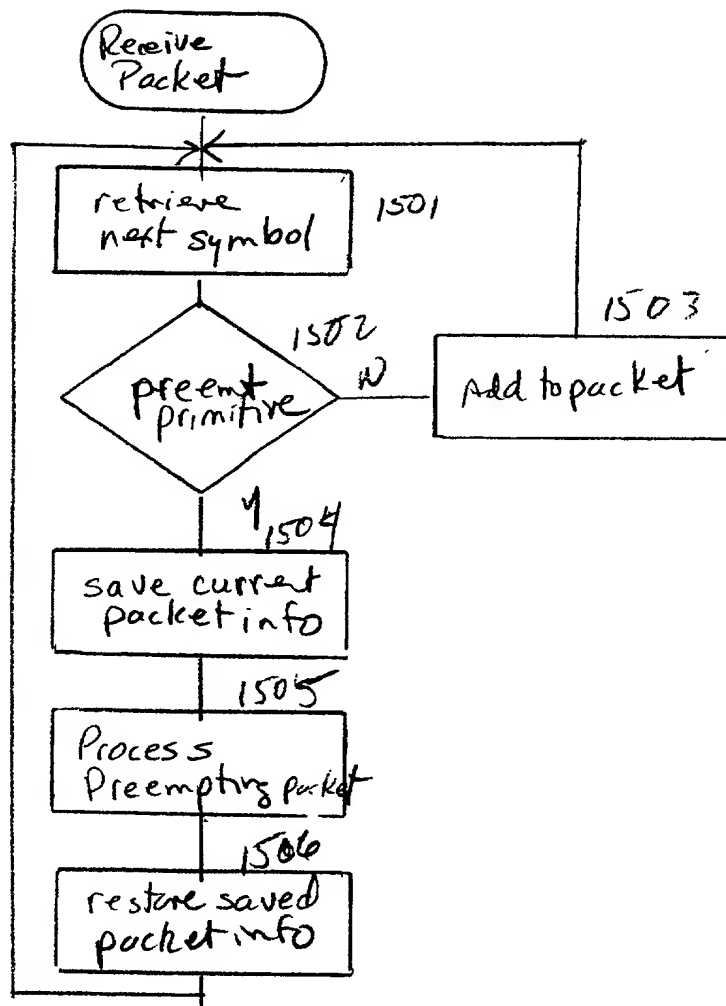 Receive
Packet
retrieve
next symbol
1501
1502
preemt
primitive
N
1503
Add to packet
Y
1504
save current
packet info
1505
Process
Preempting packet
1506
restore saved
packet info